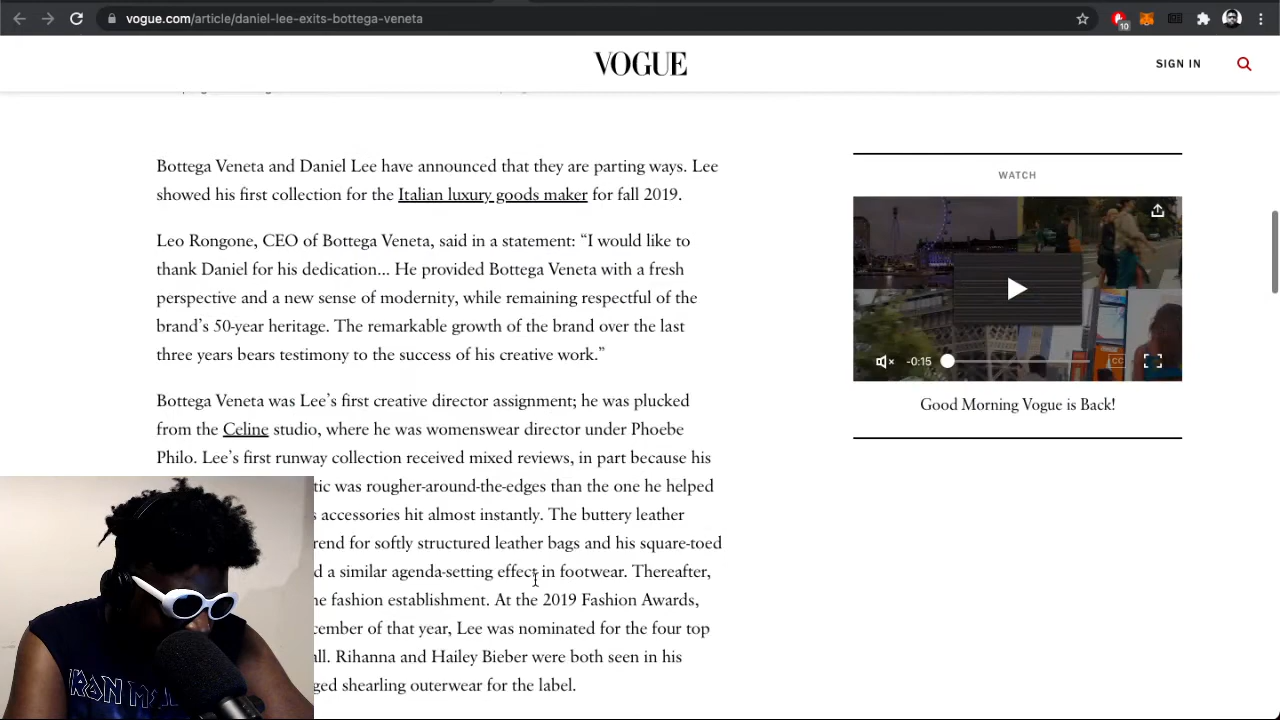 vogue.com/article/daniel-lee-exits-bottega-veneta
10
VOGUE
SIGN IN
Bottega Veneta and Daniel Lee have announced that they are parting ways. Lee
showed his first collection for the Italian luxury goods maker for fall 2019.
Leo Rongone, CEO of Bottega Veneta, said in a statement: “I would like to
thank Daniel for his dedication... He provided Bottega Veneta with a fresh
perspective and a new sense of modernity, while remaining respectful of the
brand’s 50-year heritage. The remarkable growth of the brand over the last
three years bears testimony to the success of his creative work.”
Bottega Veneta was Lee’s first creative director assignment; he was plucked
from the Celine studio, where he was womenswear director under Phoebe
Philo. Lee’s first runway collection received mixed reviews, in part because his
tic was rougher-around-the-edges than the one he helped
accessories hit almost instantly. The buttery leather
rend for softly structured leather bags and his square-toed
d a similar agenda-setting effect in footwear. Thereafter,
ne fashion establishment. At the 2019 Fashion Awards,
cember of that year, Lee was nominated for the four top
all. Rihanna and Hailey Bieber were both seen in his
ged shearling outerwear for the label.
WATCH
-0:15
CC
Good Morning Vogue is Back!
IRON M